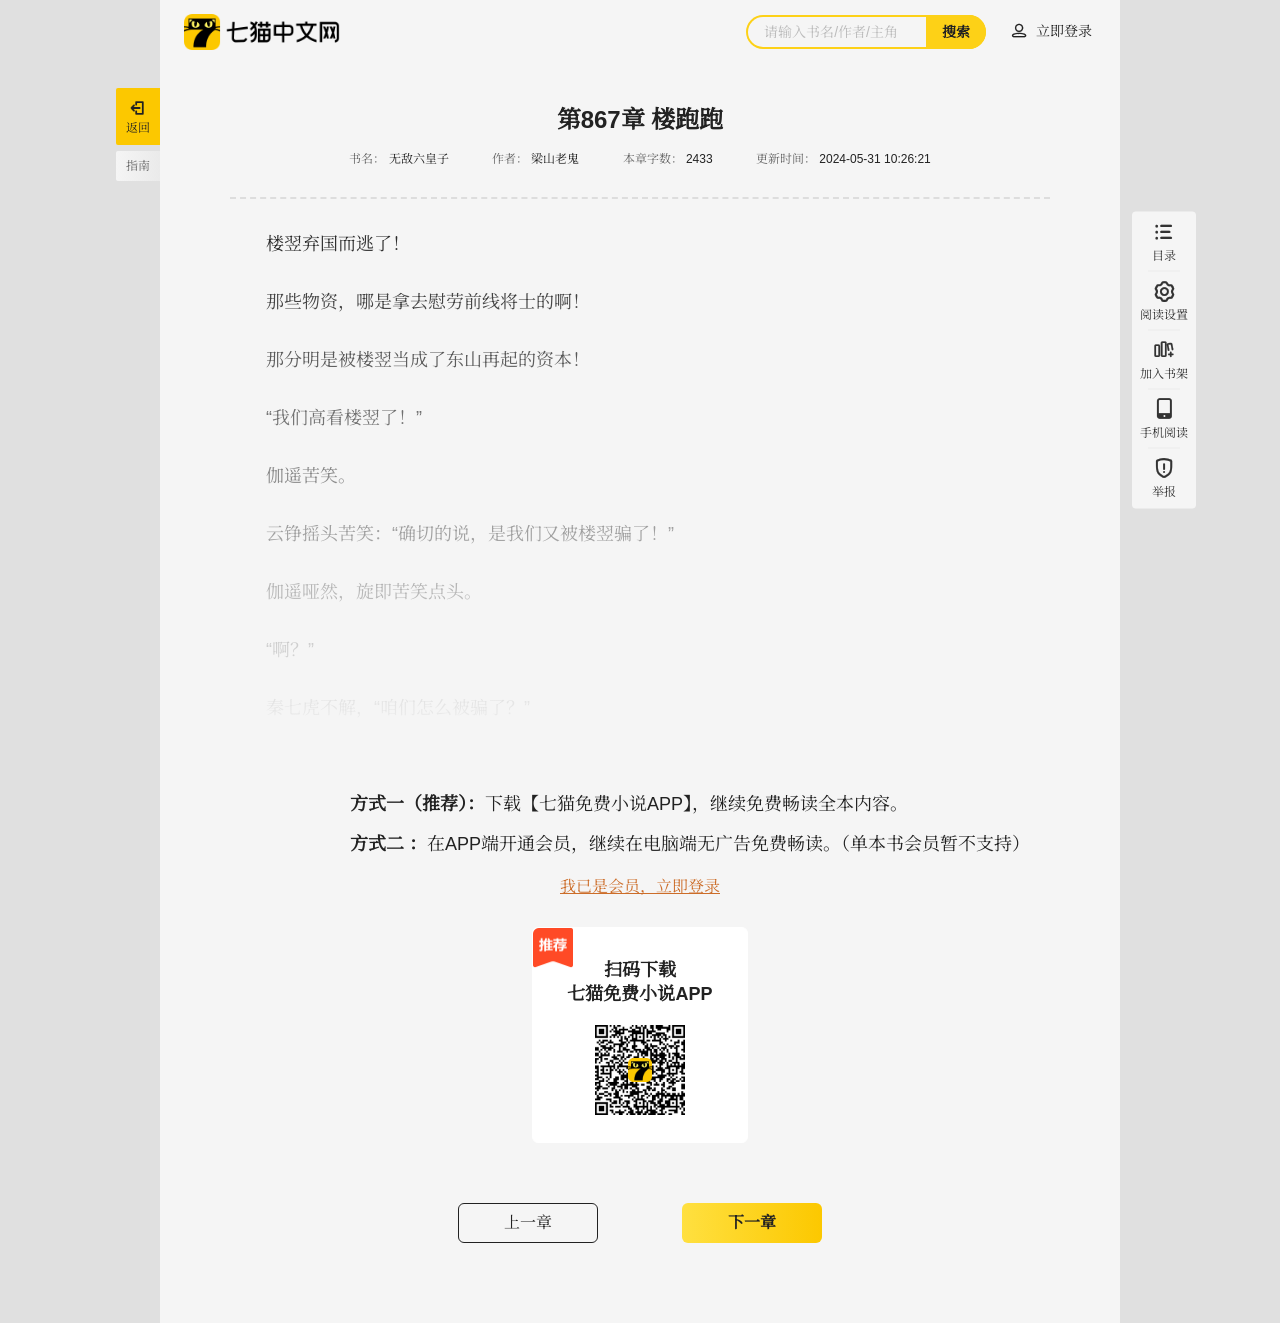 七猫中文网
请输入书名/作者/主角
搜索
立即登录
返回
指南
第867章 楼跑跑
书名： 无敌六皇子 作者： 梁山老鬼 本章字数： 2433 更新时间： 2024-05-31 10:26:21
楼翌弃国而逃了！
那些物资，哪是拿去慰劳前线将士的啊！
那分明是被楼翌当成了东山再起的资本！
“我们高看楼翌了！”
伽遥苦笑。
云铮摇头苦笑：“确切的说，是我们又被楼翌骗了！”
伽遥哑然，旋即苦笑点头。
“啊？”
秦七虎不解，“咱们怎么被骗了？”
目录
阅读设置
加入书架
手机阅读
举报
方式一（推荐）：下载【七猫免费小说APP】，继续免费畅读全本内容。
方式二 ：在APP端开通会员，继续在电脑端无广告免费畅读。（单本书会员暂不支持）
我已是会员，立即登录
推荐
扫码下载
七猫免费小说APP
上一章
下一章